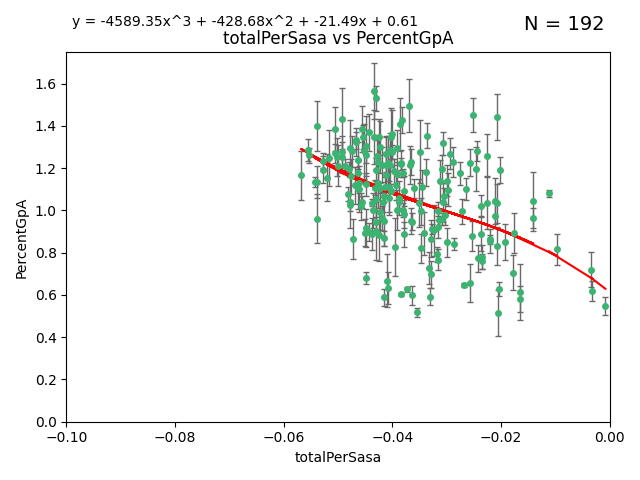 y = -4589.35x^3 + -428.68x^2 + -21.49x + 0.61
N = 192
totalPerSasa vs PercentGpA
1.6
1.4
1.2
1.0
0.8
0.6
0.4
0.2
0.0
PercentGpA
−0.10 −0.08 −0.06 −0.04 −0.02 0.00
totalPerSasa